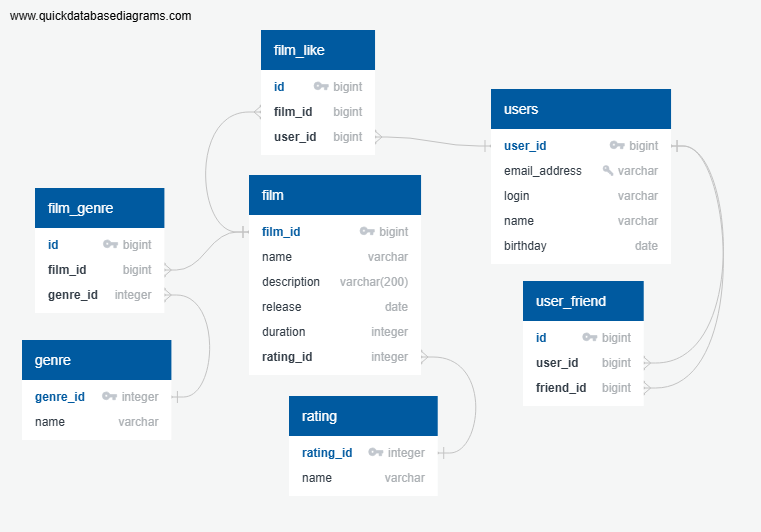 www.quickdatabasediagrams.com
film_like
id bigint
film_id bigint
user_id bigint
users
user_id bigint
email_address varchar
login varchar
name varchar
birthday date
film
film_id bigint
name varchar
description varchar(200)
release date
duration integer
rating_id integer
film_genre
id bigint
film_id bigint
genre_id integer
user_friend
id bigint
user_id bigint
friend_id bigint
genre
genre_id integer
name varchar
rating
rating_id integer
name varchar